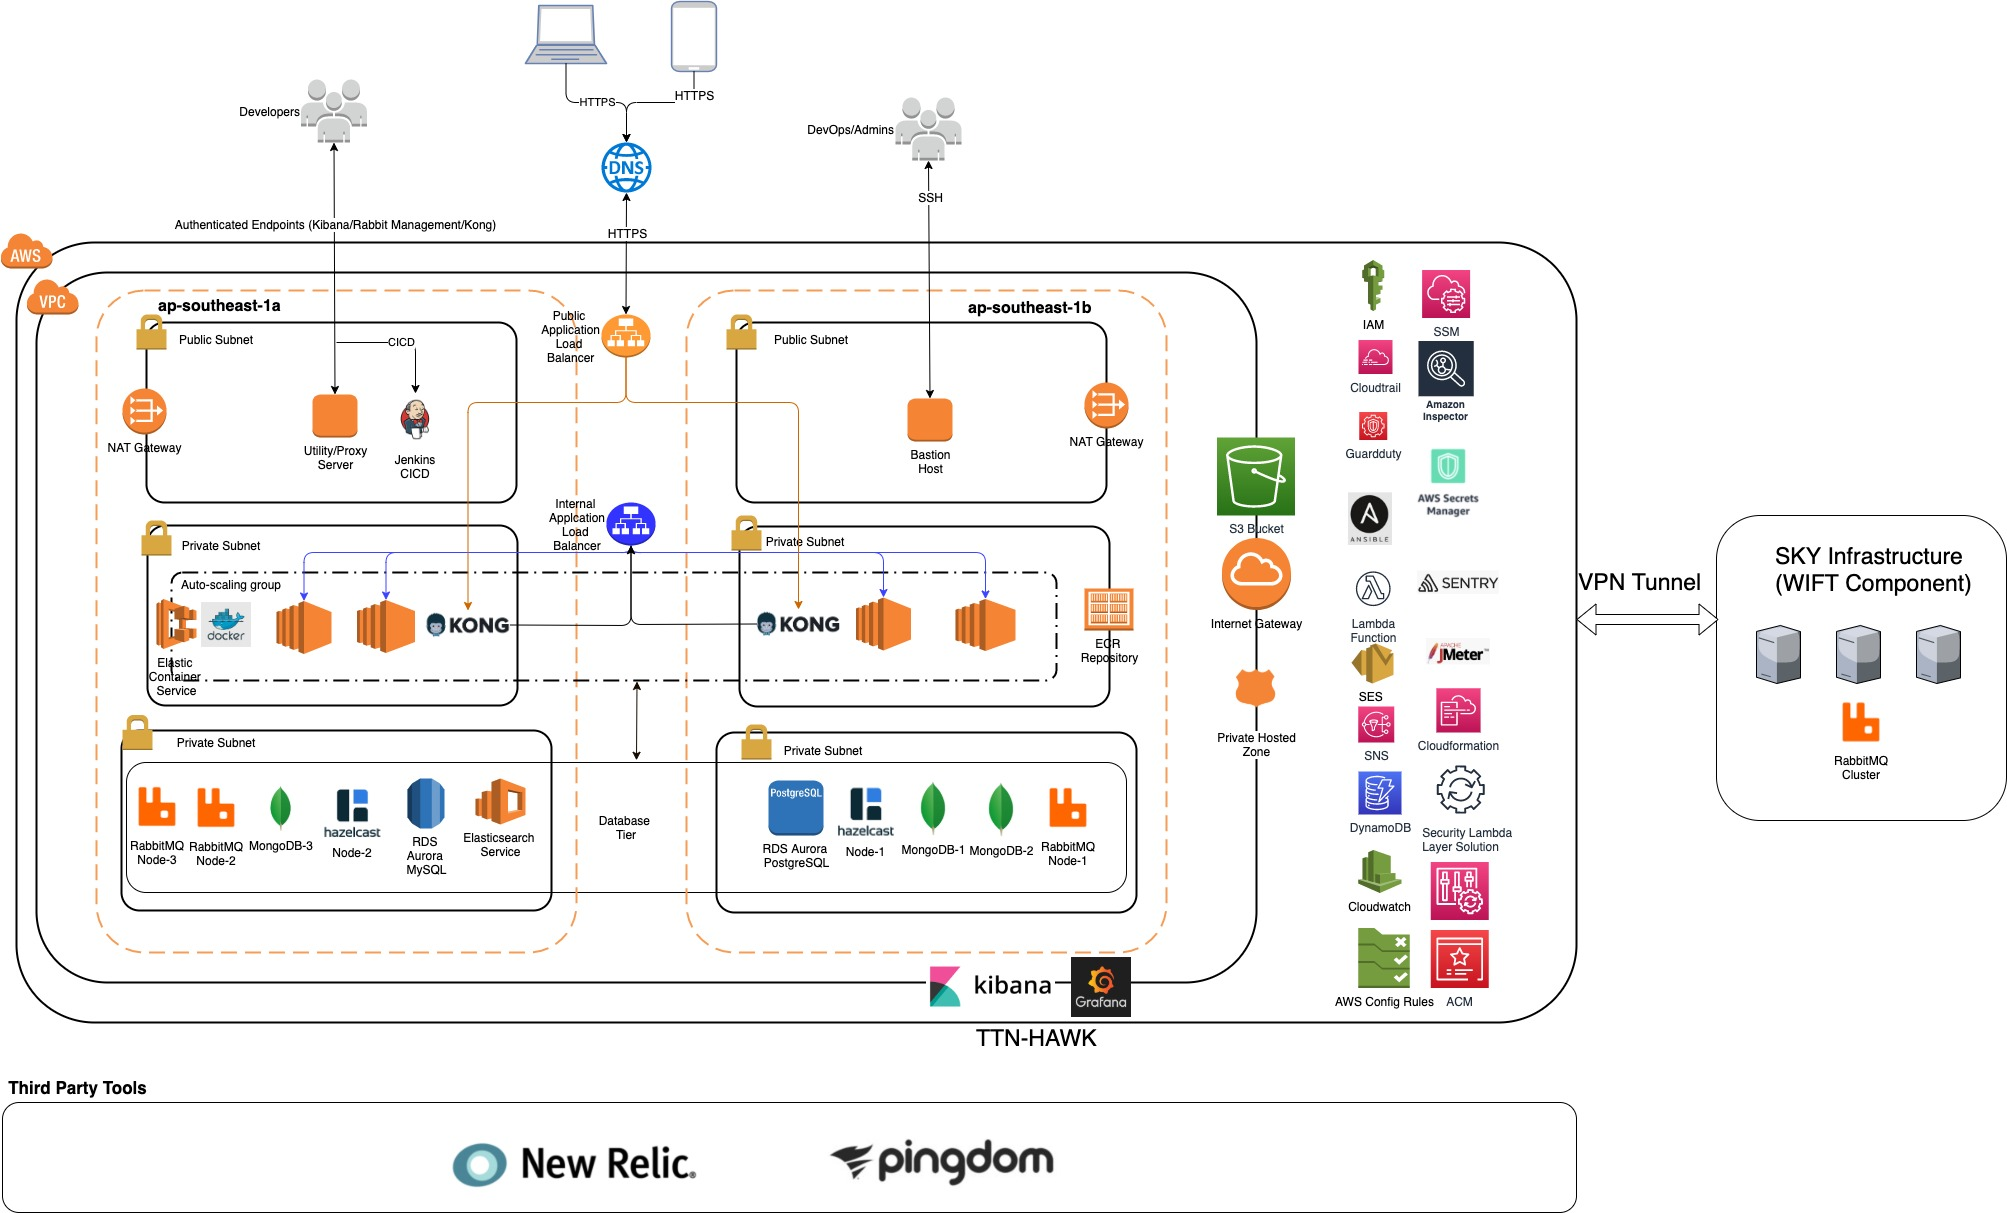 HTTPS
HTTPS
Developers
DevOps/Admins
DNS
SSH
Authenticated Endpoints (Kibana/Rabbit Management/Kong)
HTTPS
AWS
VPC
ap-southeast-1a
ap-southeast-1b
Public Subnet
Public
Application
Load
Balancer
Public Subnet
CICD
NAT Gateway
Utility/Proxy
Server
Jenkins
CICD
Bastion
Host
NAT Gateway
Private Subnet
Internal
Applcation
Load
Balancer
Private Subnet
Auto-scaling group
docker
KONG
KONG
Elastic
Container
Service
ECR
Repository
Private Subnet
Private Subnet
RabbitMQ
Node-3
RabbitMQ
Node-2
MongoDB-3
hazelcast
Node-2
RDS
Aurora
MySQL
Elasticsearch
Service
Database
Tier
PostgreSQL
RDS Aurora
PostgreSQL
hazelcast
Node-1
MongoDB-1
MongoDB-2
RabbitMQ
Node-1
S3 Bucket
Internet Gateway
Private Hosted
Zone
kibana
Grafana
TTN-HAWK
IAM
SSM
Cloudtrail
Amazon
Inspector
Guardduty
AWS Secrets
Manager
ANSIBLE
SENTRY
Lambda
Function
APACHE
JMeter™
SES
SNS
Cloudformation
DynamoDB
Security Lambda
Layer Solution
Cloudwatch
AWS Config Rules
ACM
VPN Tunnel
SKY Infrastructure
(WIFT Component)
RabbitMQ
Cluster
Third Party Tools
New Relic®
pingdom